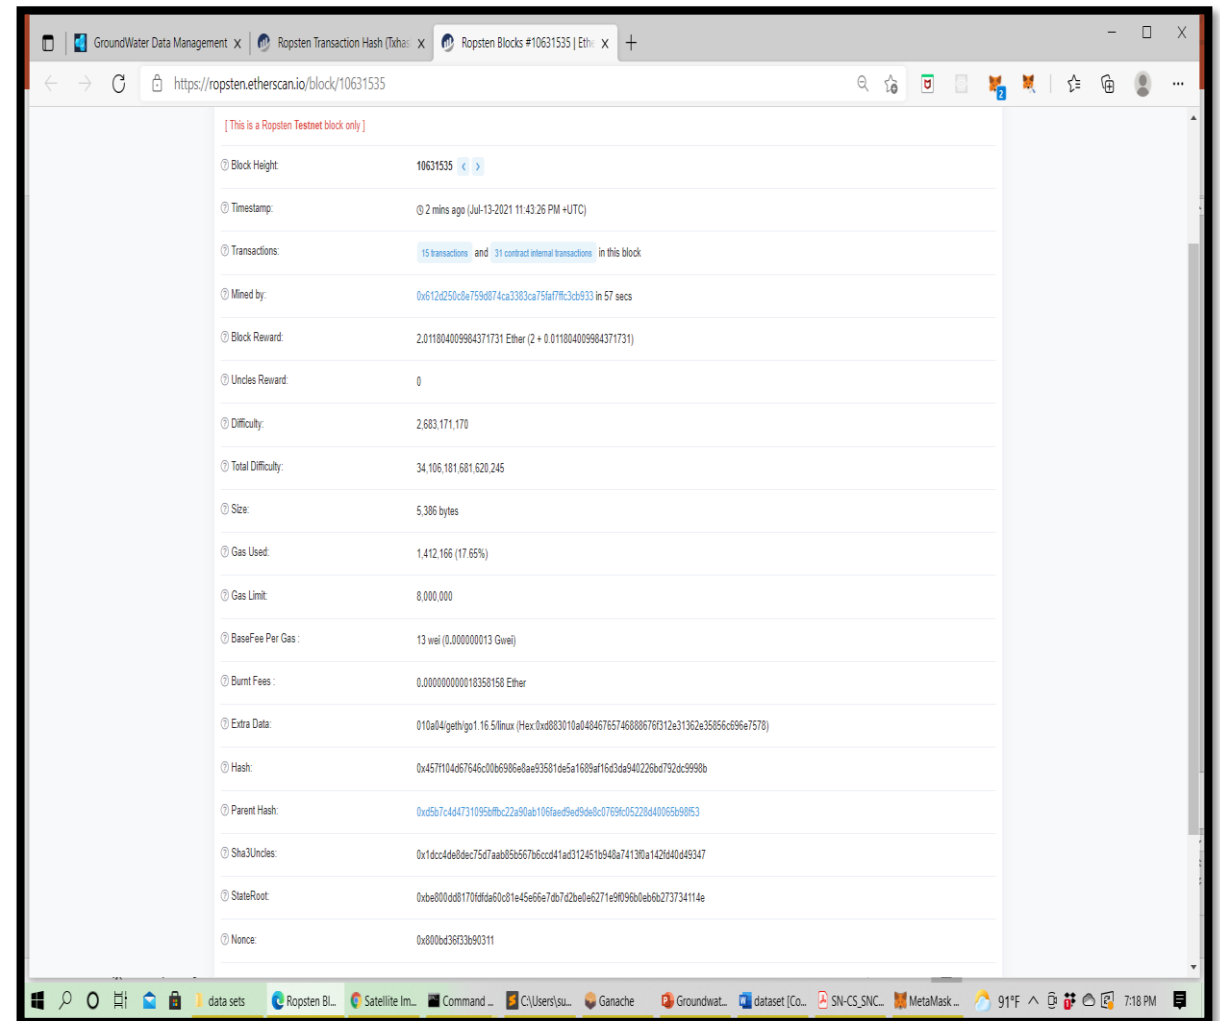 GroundWater Data Management
Ropsten Transaction Hash (Txhas
Ropsten Blocks #10631535 | Ethe
https://ropsten.etherscan.io/block/10631535
2
[ This is a Ropsten Testnet block only ]
Block Height: 10631535
Timestamp: 2 mins ago (Jul-13-2021 11:43:26 PM +UTC)
Transactions: 15 transactions and 31 contract internal transactions in this block
Mined by: 0x612d250c8e759d874ca3383ca75faf7ffc3cb933 in 57 secs
Block Reward: 2.011804009984371731 Ether (2 + 0.011804009984371731)
Uncles Reward: 0
Difficulty: 2,683,171,170
Total Difficulty: 34,106,181,681,620,245
Size: 5,386 bytes
Gas Used: 1,412,166 (17.65%)
Gas Limit: 8,000,000
BaseFee Per Gas : 13 wei (0.000000013 Gwei)
Burnt Fees : 0.000000000018358158 Ether
Extra Data: 010a04/geth/go1.16.5/linux (Hex:0xd883010a04846765746888676f312e31362e35856c696e7578)
Hash: 0x457f104d67646c00b6986e8ae93581de5a1689af16d3da940226bd792dc9998b
Parent Hash: 0xd5b7c4d4731095bffbc22a90ab106faed9ed9de8c0769fc05228d40065b98f53
Sha3Uncles: 0x1dcc4de8dec75d7aab85b567b6ccd41ad312451b948a7413f0a142fd40d49347
StateRoot: 0xbe800dd8170fdfda60c81e45e66e7db7d2be0e6271e9f096b0eb6b273734114e
Nonce: 0x800bd36f33b90311
data sets
Ropsten Bl...
Satellite Im...
Command ...
C:\Users\su...
Ganache
Groundwat...
dataset [Co...
SN-CS_SNC...
MetaMask ...
91°F
7:18 PM